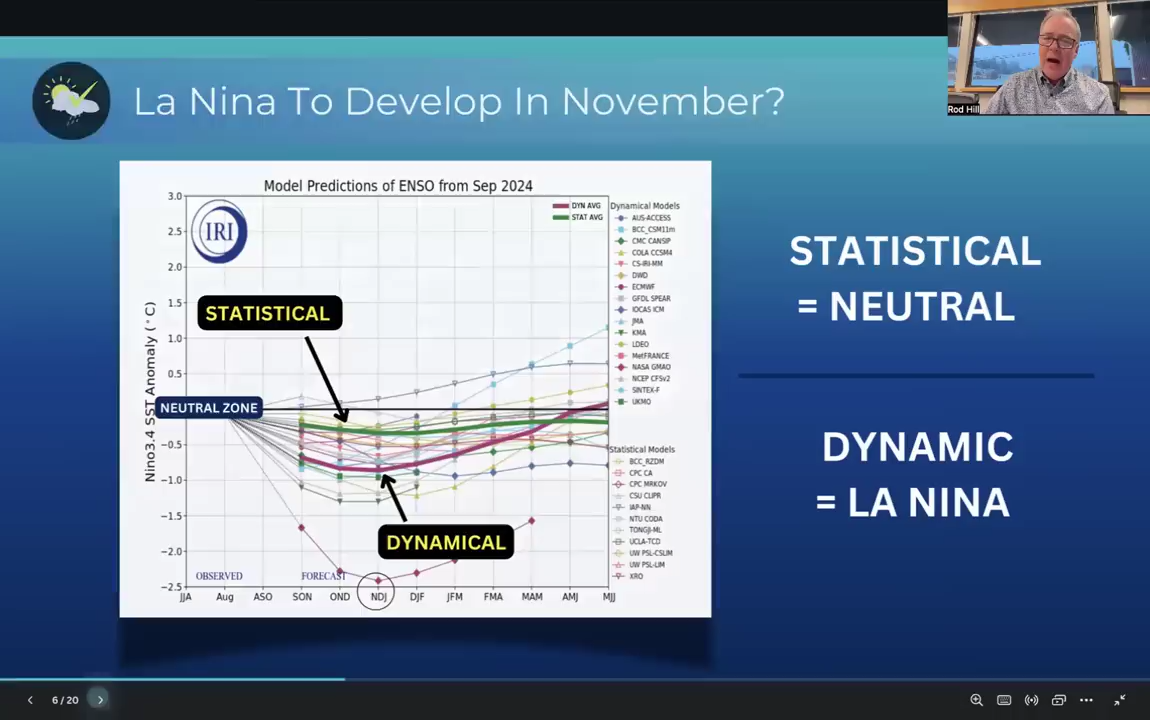 La Nina To Develop In November?
Rod Hill
Model Predictions of ENSO from Sep 2024
IRI
DYN AVG
STAT AVG
Nino3.4 SST Anomaly (°C)
3.0
2.5
2.0
1.5
1.0
0.5
−0.5
−1.0
−1.5
−2.0
−2.5
STATISTICAL
NEUTRAL ZONE
DYNAMICAL
OBSERVED
FORECAST
JJA Aug ASO SON OND NDJ DJF JFM FMA MAM AMJ MJJ
Dynamical Models
AUS-ACCESS
BCC_CSM11m
CMC CANSIP
COLA CCSM4
CS-IRI-MM
DWD
ECMWF
GFDL SPEAR
IOCAS ICM
JMA
KMA
LDEO
MetFRANCE
NASA GMAO
NCEP CFSv2
SINTEX-F
UKMO
Statistical Models
BCC_RZDM
CPC CA
CPC MRKOV
CSU CLIPR
IAP-NN
NTU CODA
TONGJI-ML
UCLA-TCD
UW PSL-CSLIM
UW PSL-LIM
XRO
STATISTICAL
= NEUTRAL
DYNAMIC
= LA NINA
6 / 20